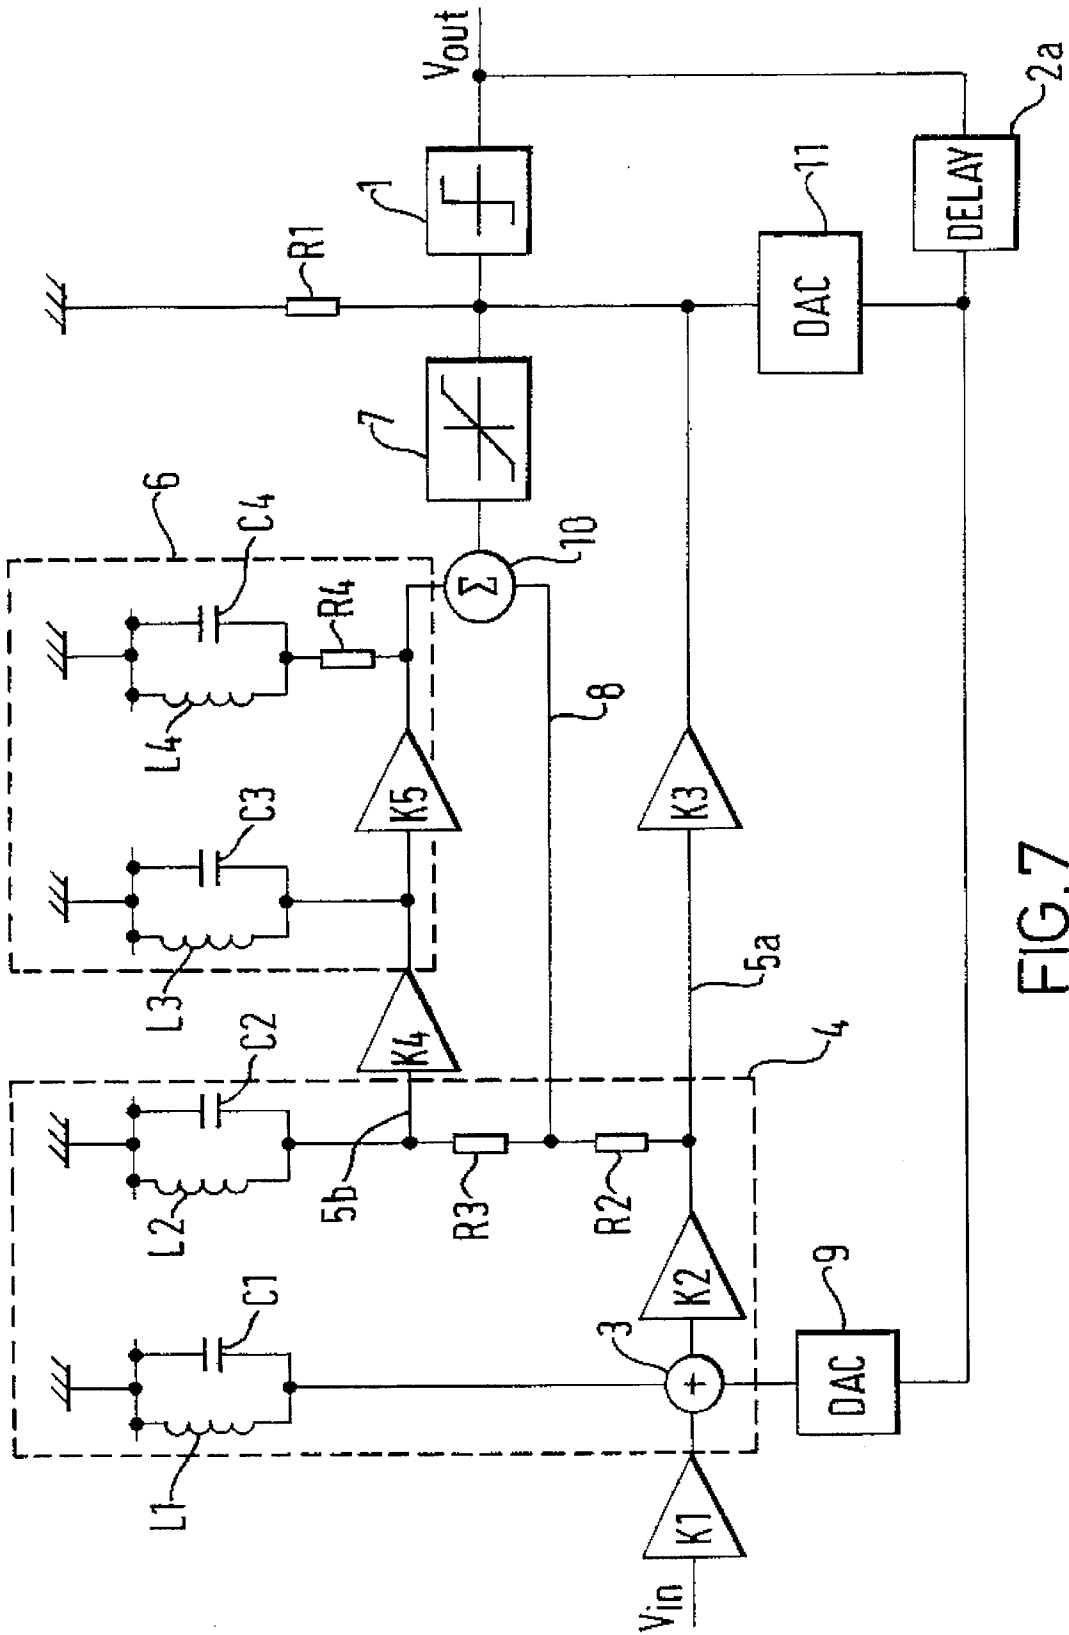 6
L3
C3
L4
C4
R4
R1
L1
C1
L2
C2
5b
K4
K5
Σ
10
7
1
Vout
R3
R2
8
Vin
K1
3
+
K2
4
5a
K3
DAC
11
DAC
9
DELAY
2a
FIG. 7